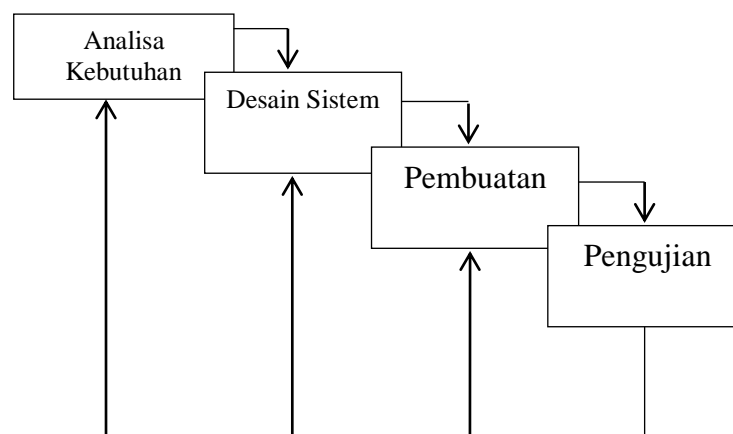 Analisa
Kebutuhan
Desain Sistem
Pembuatan
Pengujian